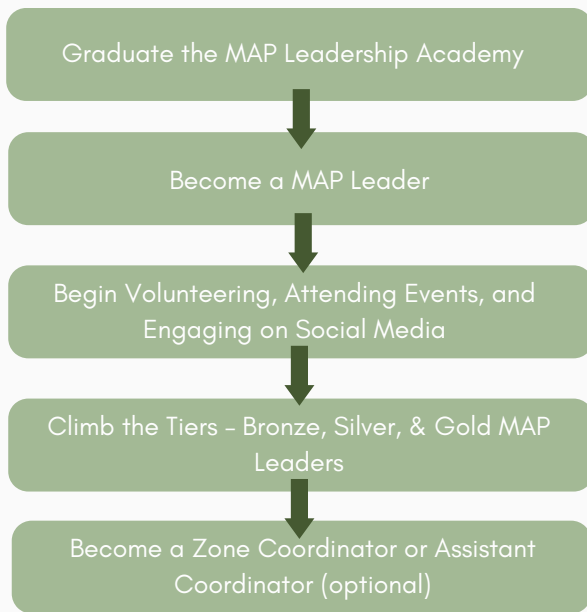 Graduate the MAP Leadership Academy
Become a MAP Leader
Begin Volunteering, Attending Events, and
Engaging on Social Media
Climb the Tiers - Bronze, Silver, & Gold MAP
Leaders
Become a Zone Coordinator or Assistant
Coordinator (optional)